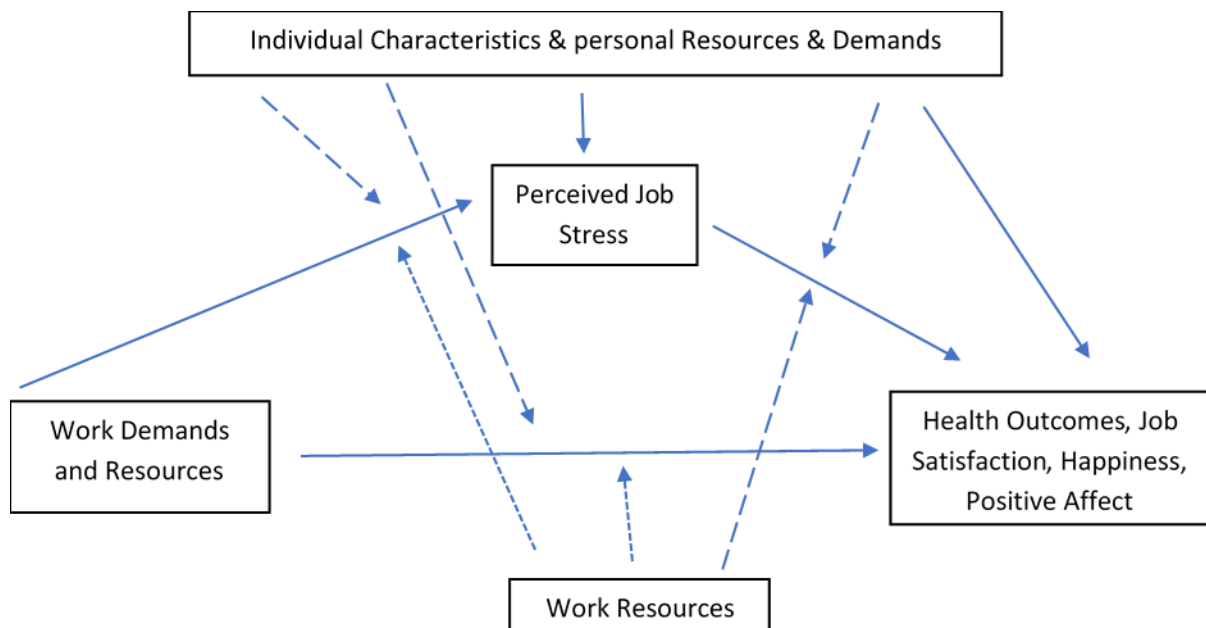 Individual Characteristics & personal Resources & Demands
Perceived Job
Stress
Work Demands
and Resources
Health Outcomes, Job
Satisfaction, Happiness,
Positive Affect
Work Resources